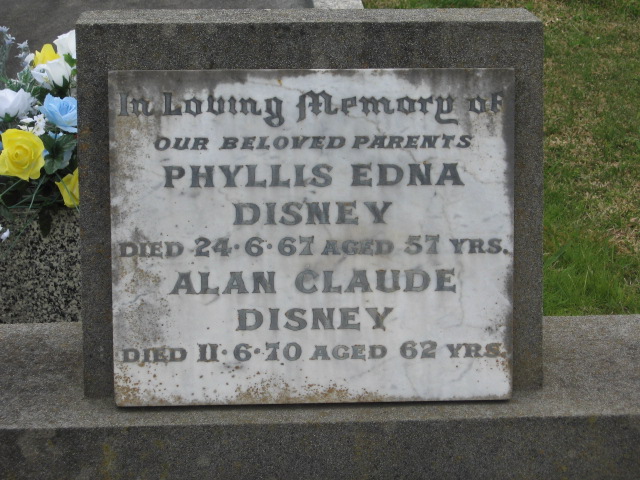 In Loving Memory of
OUR BELOVED PARENTS
PHYLLIS EDNA
DISNEY
DIED 24·6·67 AGED 57 YRS.
ALAN CLAUDE
DISNEY
DIED 11·6·70 AGED 62 YRS.